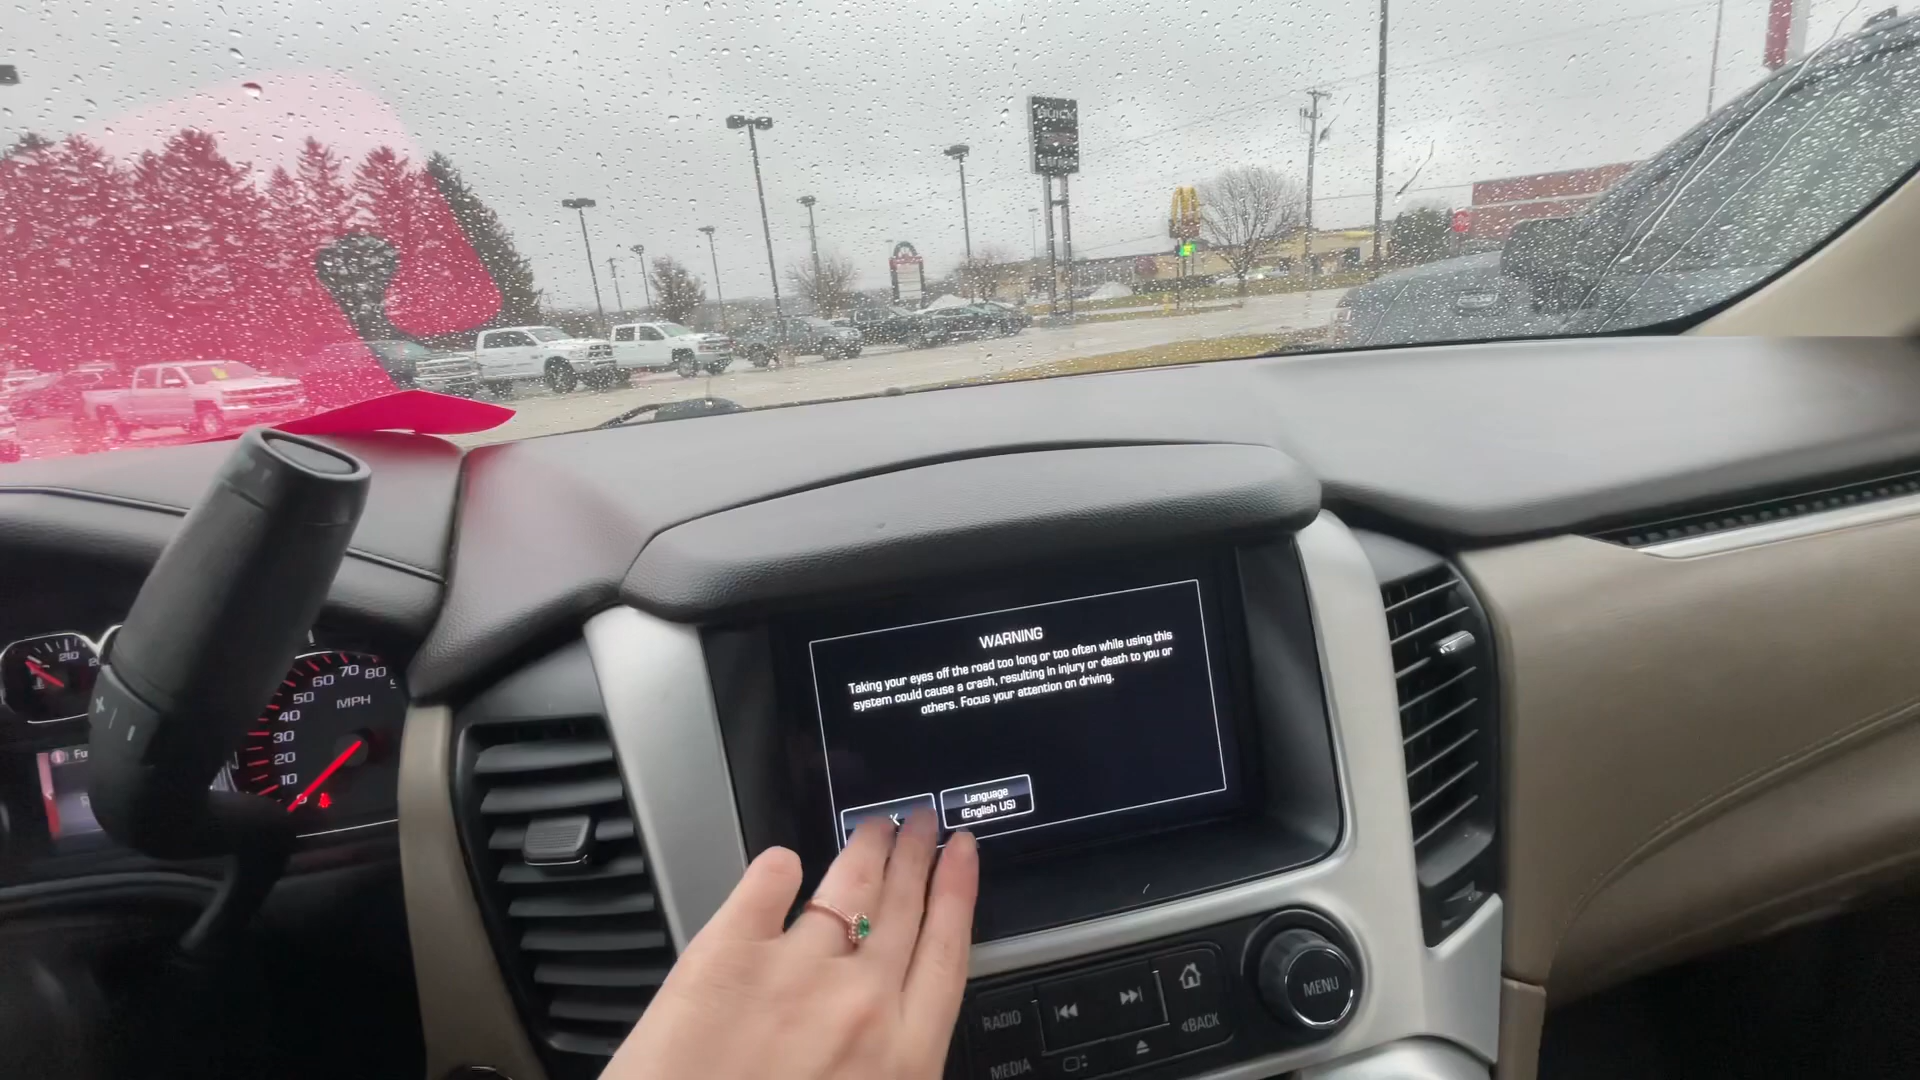 BUICK
210
80
70
60
50
40
30
20
10
MPH
WARNING
Taking your eyes off the road too long or too often while using this
system could cause a crash, resulting in injury or death to you or
others. Focus your attention on driving.
Language
(English US)
K
RADIO
MEDIA
BACK
MENU